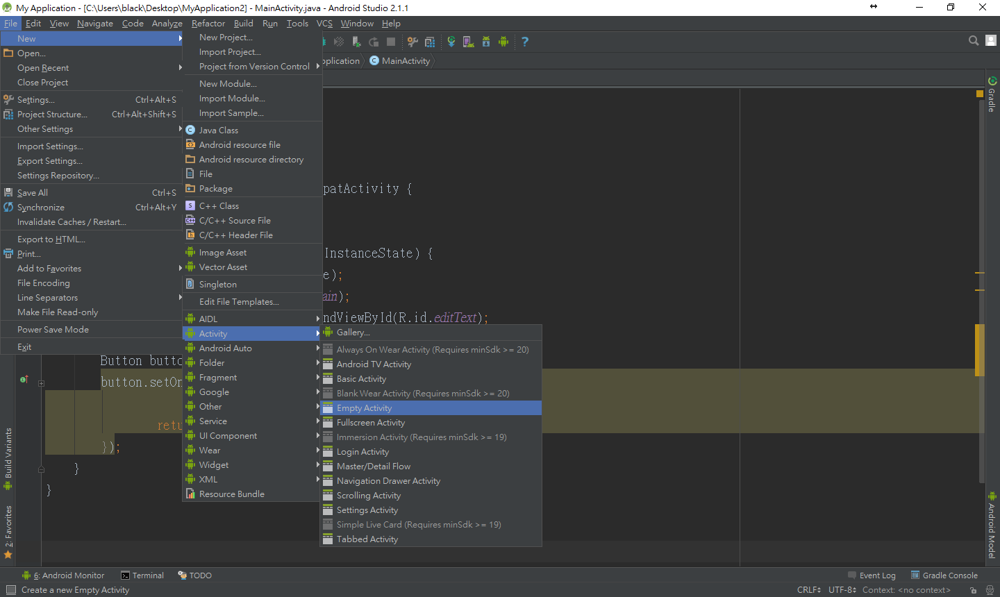 My Application - [C:\Users\black\Desktop\MyApplication2] - MainActivity.java - Android Studio 2.1.1
File Edit View Navigate Code Analyze Refactor Build Run Tools VCS Window Help
New
Open...
Open Recent
Close Project
Settings... Ctrl+Alt+S
Project Structure... Ctrl+Alt+Shift+S
Other Settings
Import Settings...
Export Settings...
Settings Repository...
Save All Ctrl+S
Synchronize Ctrl+Alt+Y
Invalidate Caches / Restart...
Export to HTML...
Print...
Add to Favorites
File Encoding
Line Separators
Make File Read-only
Power Save Mode
Exit
New Project...
Import Project...
Project from Version Control
New Module...
Import Module...
Import Sample...
Java Class
Android resource file
Android resource directory
File
Package
C++ Class
C/C++ Source File
C/C++ Header File
Image Asset
Vector Asset
Singleton
Edit File Templates...
AIDL
Activity
Android Auto
Folder
Fragment
Google
Other
Service
UI Component
Wear
Widget
XML
Resource Bundle
Gallery...
Always On Wear Activity (Requires minSdk >= 20)
Android TV Activity
Basic Activity
Blank Wear Activity (Requires minSdk >= 20)
Empty Activity
Fullscreen Activity
Immersion Activity (Requires minSdk >= 19)
Login Activity
Master/Detail Flow
Navigation Drawer Activity
Scrolling Activity
Settings Activity
Simple Live Card (Requires minSdk >= 19)
Tabbed Activity
pplication MainActivity
patActivity {
InstanceState) {
e);
ain);
ndViewById(R.id.editText);
Button butto
button.setOn
retu
});
}
}
Build Variants
2: Favorites
Gradle
Android Model
6: Android Monitor Terminal TODO Event Log Gradle Console
Create a new Empty Activity CRLF UTF-8 Context: <no context>